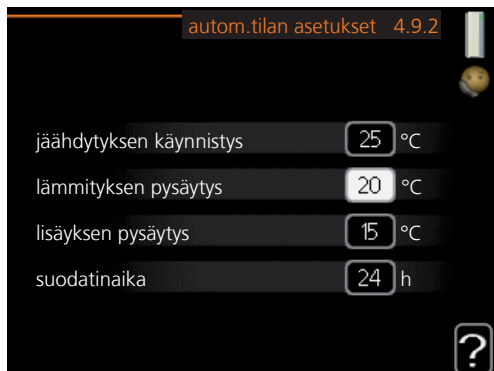 autom.tilan asetukset 4.9.2
jäähdytyksen käynnistys 25 °C
lämmityksen pysäytys 20 °C
lisäyksen pysäytys 15 °C
suodatinaika 24 h
?